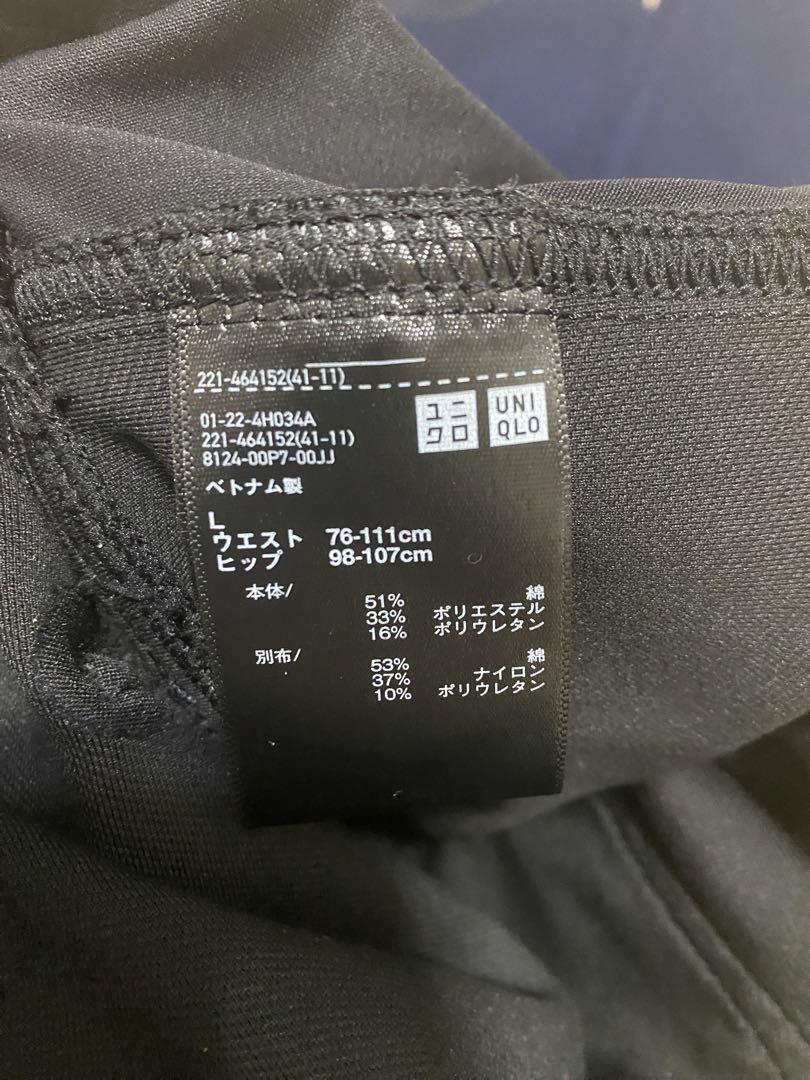 221-464152(41-11)
01-22-4H034A
221-464152(41-11)
8124-00P7-00JJ
ユニ
クロ
UNI
QLO
ベトナム製
L
ウエスト 76-111cm
ヒップ 98-107cm
本体/
51% 綿
33% ポリエステル
16% ポリウレタン
別布/
53% 綿
37% ナイロン
10% ポリウレタン